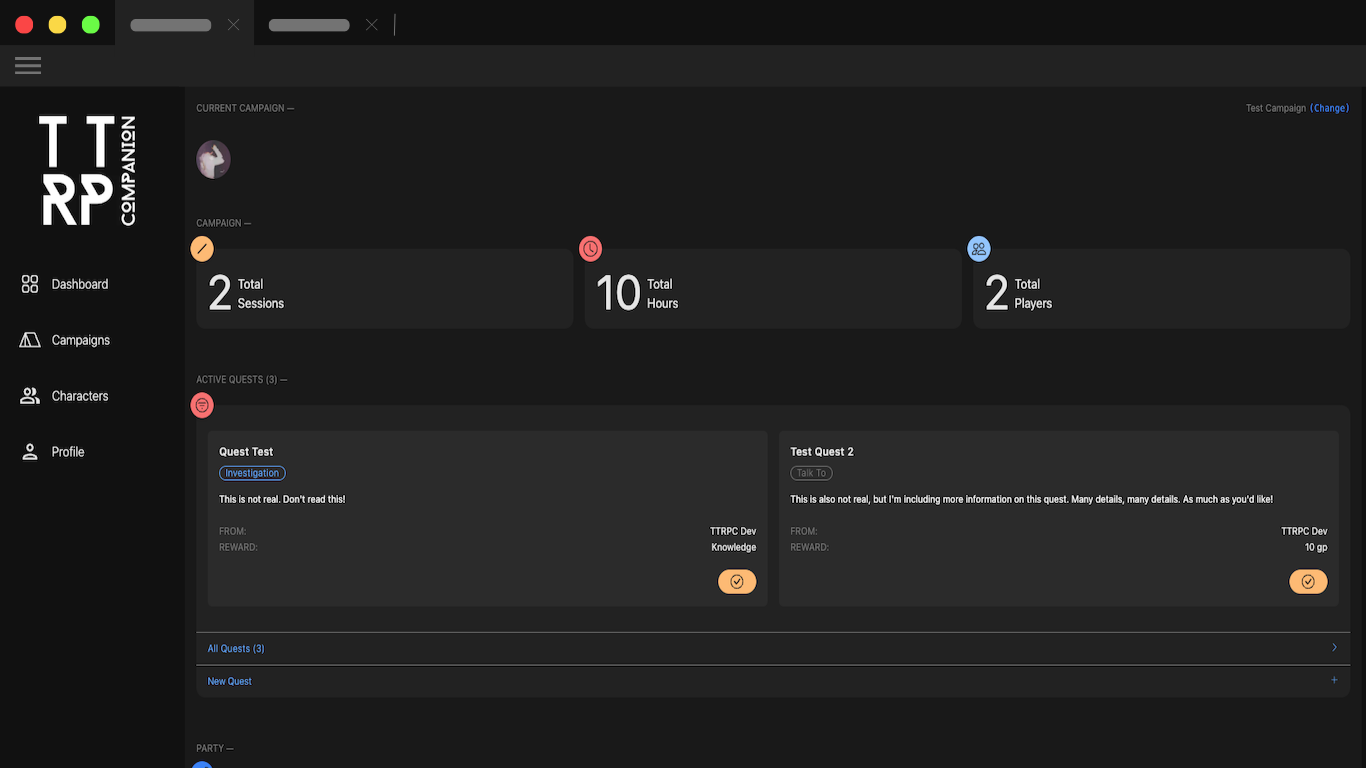 TT
RP
COMPANION
Dashboard
Campaigns
Characters
Profile
CURRENT CAMPAIGN —
Test Campaign (Change)
CAMPAIGN —
2 Total
Sessions
10 Total
Hours
2 Total
Players
ACTIVE QUESTS (3) —
Quest Test
Investigation
This is not real. Don't read this!
FROM: TTRPC Dev
REWARD: Knowledge
Test Quest 2
Talk To
This is also not real, but I'm including more information on this quest. Many details, many details. As much as you'd like!
FROM: TTRPC Dev
REWARD: 10 gp
All Quests (3)
New Quest
PARTY —